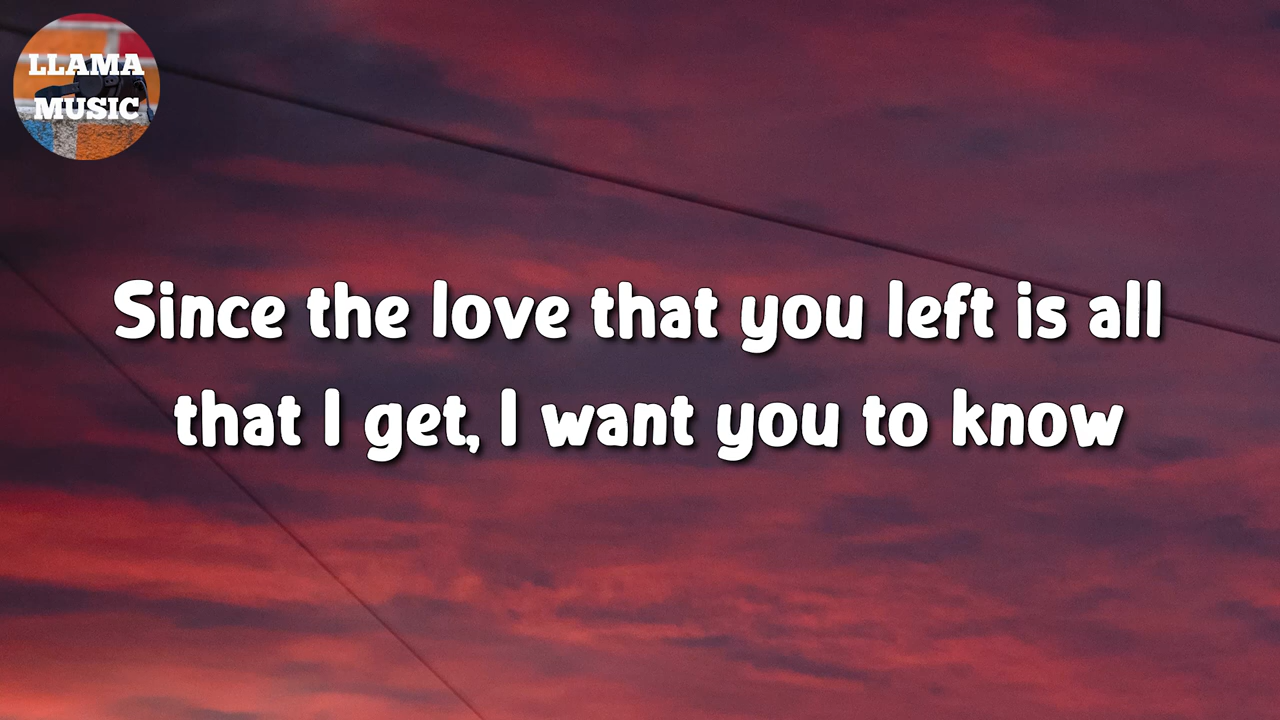 LLAMA
MUSIC
Since the love that you left is all
that I get, I want you to know